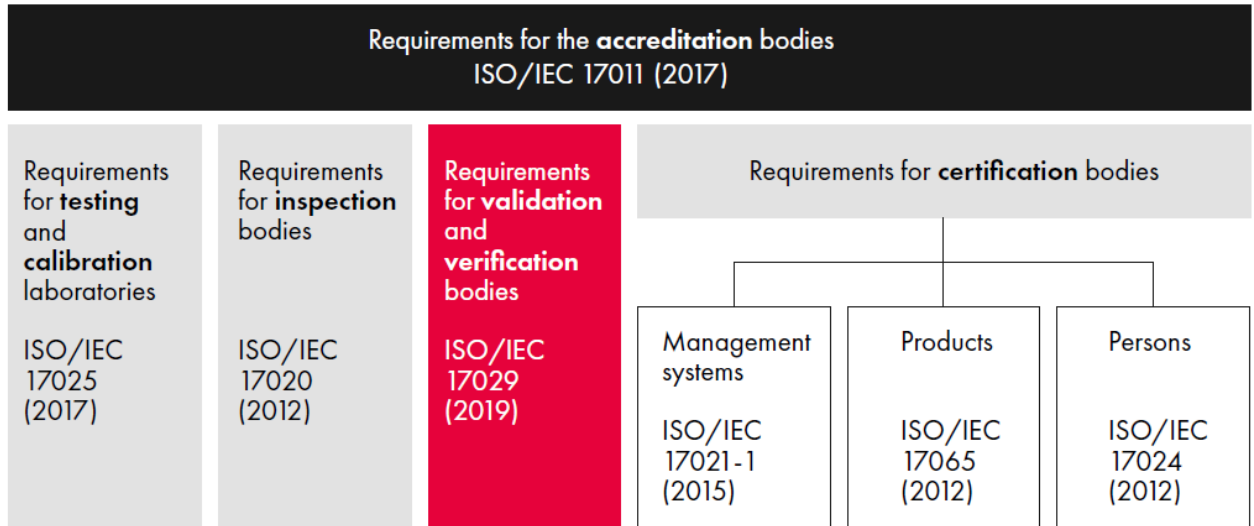 Requirements for the accreditation bodies
ISO/IEC 17011 (2017)
Requirements
for testing
and
calibration
laboratories
ISO/IEC
17025
(2017)
Requirements
for inspection
bodies
ISO/IEC
17020
(2012)
Requirements
for validation
and
verification
bodies
ISO/IEC
17029
(2019)
Requirements for certification bodies
Management
systems
ISO/IEC
17021-1
(2015)
Products
ISO/IEC
17065
(2012)
Persons
ISO/IEC
17024
(2012)